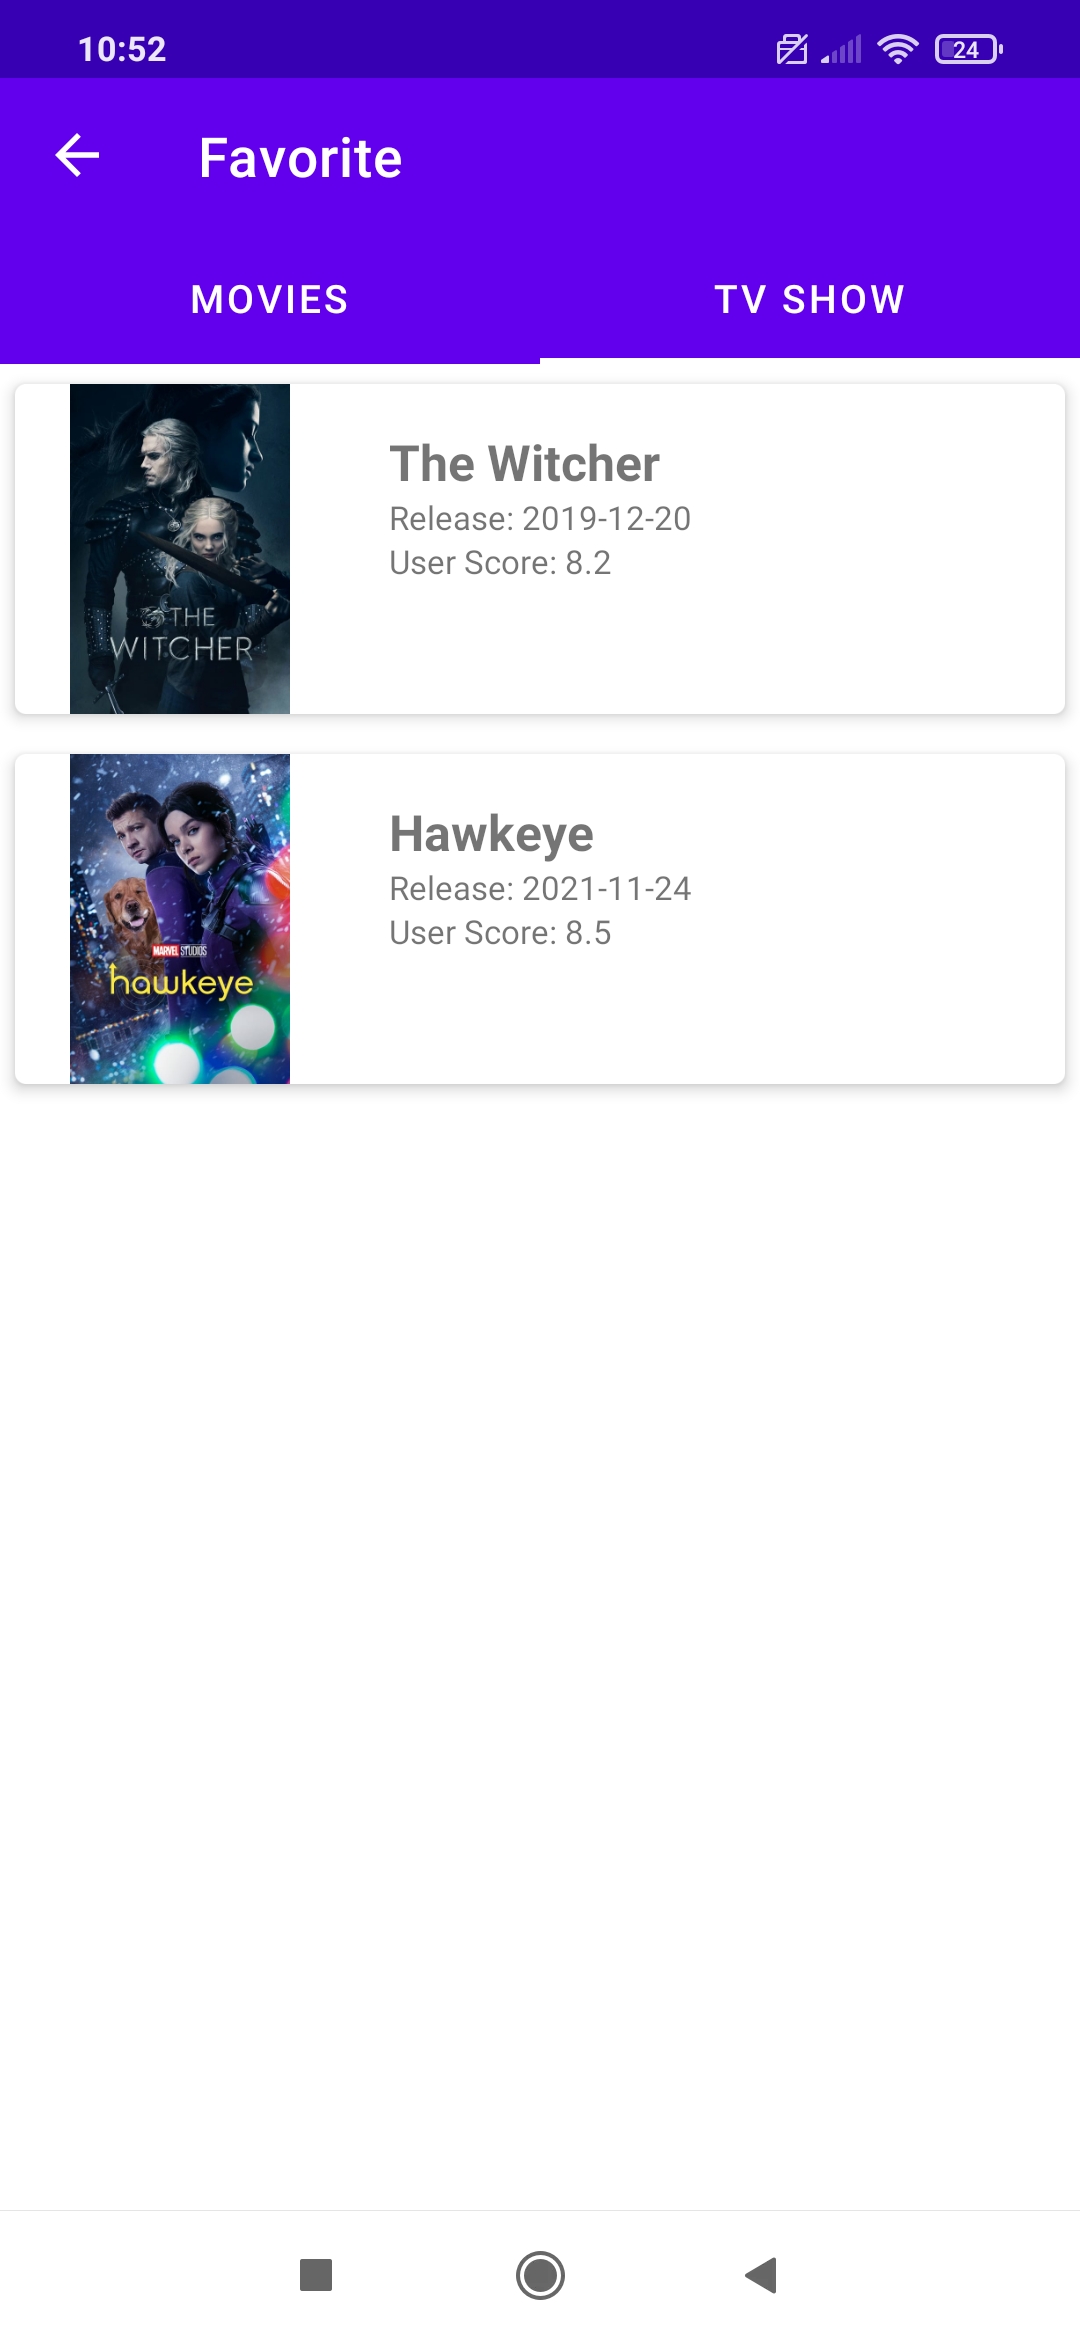 10:52
24
Favorite
MOVIES
TV SHOW
THE
WITCHER
The Witcher
Release: 2019-12-20
User Score: 8.2
MARVEL STUDIOS
hawkeye
Hawkeye
Release: 2021-11-24
User Score: 8.5